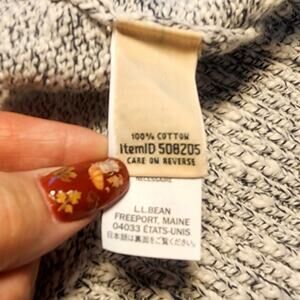 100% COTTON
ItemID 508205
CARE ON REVERSE
NÉCESSAIRE
L.L.BEAN
FREEPORT, MAINE
04033 ÉTATS-UNIS
日本語は裏面をご覧ください